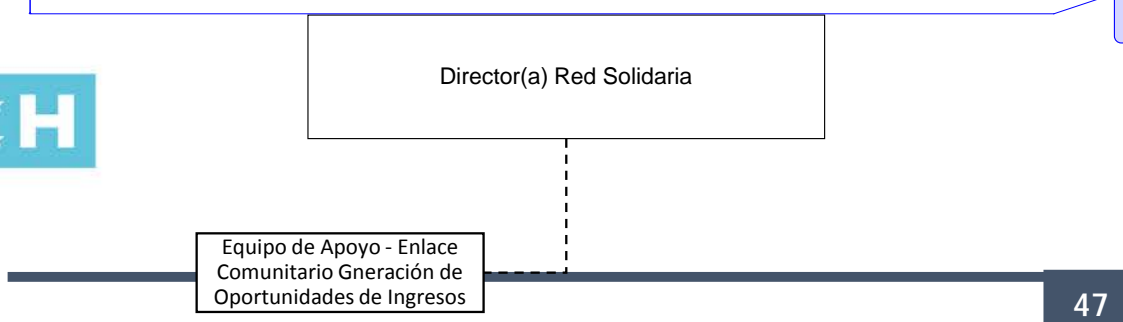 Director(a) Red Solidaria
H
Equipo de Apoyo - Enlace
Comunitario Gneración de
Oportunidades de Ingresos
47